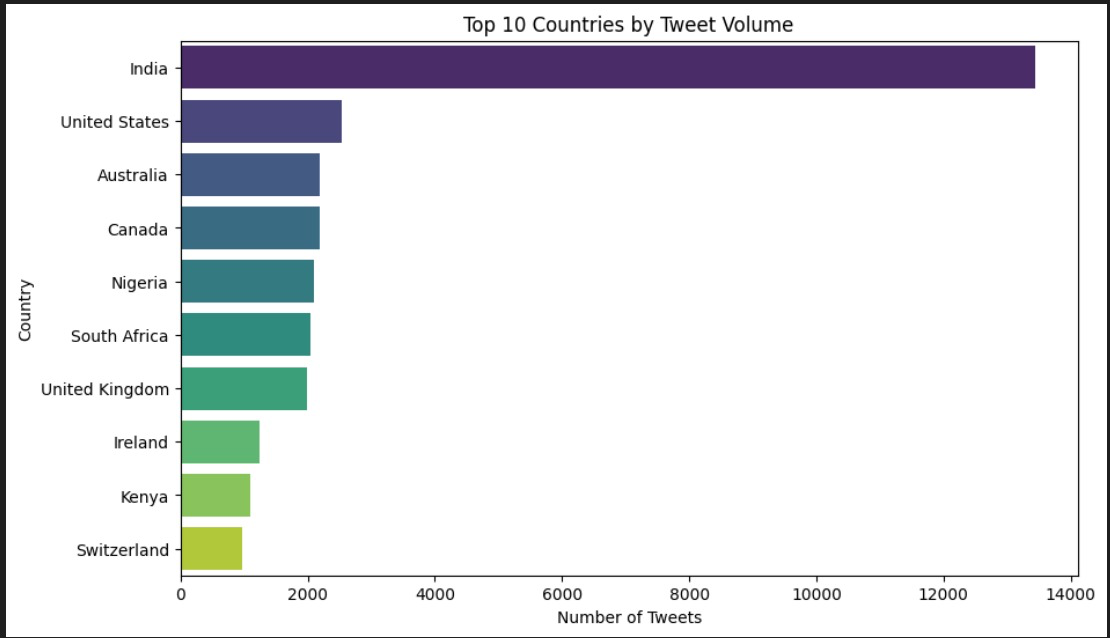 Top 10 Countries by Tweet Volume
Country
India
United States
Australia
Canada
Nigeria
South Africa
United Kingdom
Ireland
Kenya
Switzerland
0 2000 4000 6000 8000 10000 12000 14000
Number of Tweets